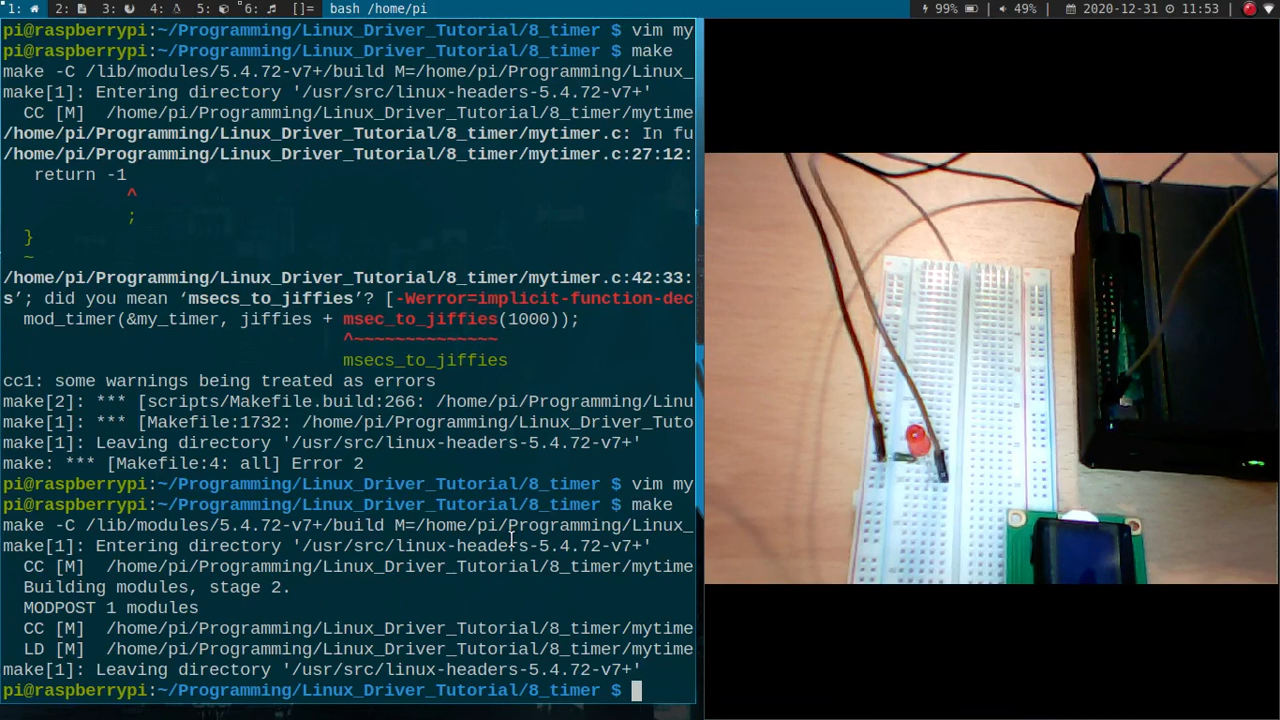 1: 2: 3: 4: 5: 6: []= bash /home/pi 99% | 49% | 2020-12-31 11:53
pi@raspberrypi:~/Programming/Linux_Driver_Tutorial/8_timer $ vim my
pi@raspberrypi:~/Programming/Linux_Driver_Tutorial/8_timer $ make
make -C /lib/modules/5.4.72-v7+/build M=/home/pi/Programming/Linux_
make[1]: Entering directory '/usr/src/linux-headers-5.4.72-v7+'
CC [M]  /home/pi/Programming/Linux_Driver_Tutorial/8_timer/mytime
/home/pi/Programming/Linux_Driver_Tutorial/8_timer/mytimer.c: In fu
/home/pi/Programming/Linux_Driver_Tutorial/8_timer/mytimer.c:27:12:
return -1
^
;
}
~
/home/pi/Programming/Linux_Driver_Tutorial/8_timer/mytimer.c:42:33:
s’; did you mean ‘msecs_to_jiffies’? [-Werror=implicit-function-dec
mod_timer(&my_timer, jiffies + msec_to_jiffies(1000));
^~~~~~~~~~~~~~~
msecs_to_jiffies
cc1: some warnings being treated as errors
make[2]: *** [scripts/Makefile.build:266: /home/pi/Programming/Linu
make[1]: *** [Makefile:1732: /home/pi/Programming/Linux_Driver_Tuto
make[1]: Leaving directory '/usr/src/linux-headers-5.4.72-v7+'
make: *** [Makefile:4: all] Error 2
pi@raspberrypi:~/Programming/Linux_Driver_Tutorial/8_timer $ vim my
pi@raspberrypi:~/Programming/Linux_Driver_Tutorial/8_timer $ make
make -C /lib/modules/5.4.72-v7+/build M=/home/pi/Programming/Linux_
make[1]: Entering directory '/usr/src/linux-headers-5.4.72-v7+'
CC [M]  /home/pi/Programming/Linux_Driver_Tutorial/8_timer/mytime
Building modules, stage 2.
MODPOST 1 modules
CC [M]  /home/pi/Programming/Linux_Driver_Tutorial/8_timer/mytime
LD [M]  /home/pi/Programming/Linux_Driver_Tutorial/8_timer/mytime
make[1]: Leaving directory '/usr/src/linux-headers-5.4.72-v7+'
pi@raspberrypi:~/Programming/Linux_Driver_Tutorial/8_timer $